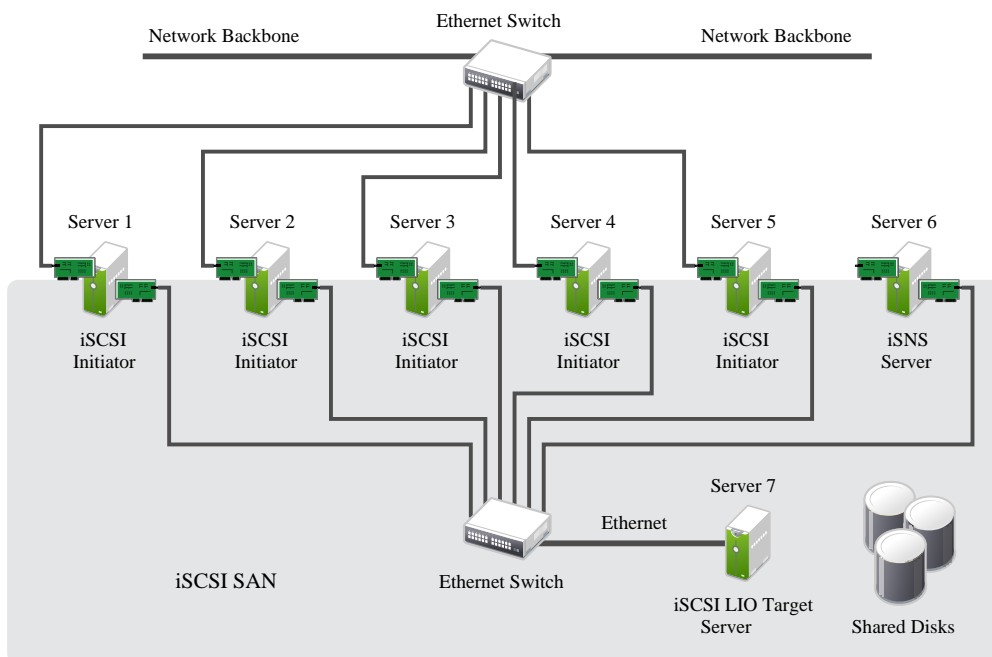 Ethernet Switch
Network Backbone
Network Backbone
Server 1
Server 2
Server 3
Server 4
Server 5
Server 6
iSCSI
Initiator
iSCSI
Initiator
iSCSI
Initiator
iSCSI
Initiator
iSCSI
Initiator
iSNS
Server
Server 7
Ethernet
iSCSI SAN
Ethernet Switch
iSCSI LIO Target
Server
Shared Disks